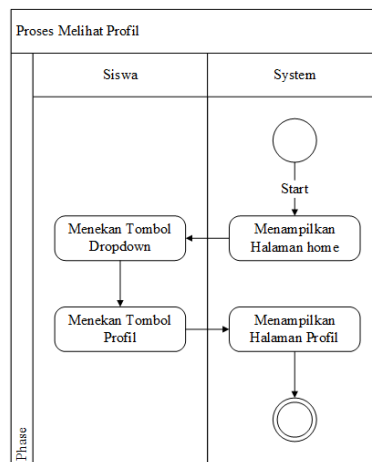 Proses Melihat Profil
Siswa
System
Start
Menekan Tombol
Dropdown
Menampilkan
Halaman home
Menekan Tombol
Profil
Menampilkan
Halaman Profil
Phase